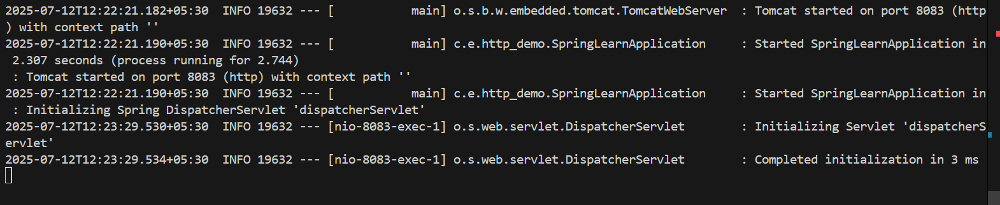 2025-07-12T12:22:21.182+05:30  INFO 19632 --- [           main] o.s.b.w.embedded.tomcat.TomcatWebServer  : Tomcat started on port 8083 (http
) with context path ''
2025-07-12T12:22:21.190+05:30  INFO 19632 --- [           main] c.e.http_demo.SpringLearnApplication     : Started SpringLearnApplication in
 2.307 seconds (process running for 2.744)
 : Tomcat started on port 8083 (http) with context path ''
2025-07-12T12:22:21.190+05:30  INFO 19632 --- [           main] c.e.http_demo.SpringLearnApplication     : Started SpringLearnApplication in
 : Initializing Spring DispatcherServlet 'dispatcherServlet'
2025-07-12T12:23:29.530+05:30  INFO 19632 --- [nio-8083-exec-1] o.s.web.servlet.DispatcherServlet        : Initializing Servlet 'dispatcherS
ervlet'
2025-07-12T12:23:29.534+05:30  INFO 19632 --- [nio-8083-exec-1] o.s.web.servlet.DispatcherServlet        : Completed initialization in 3 ms